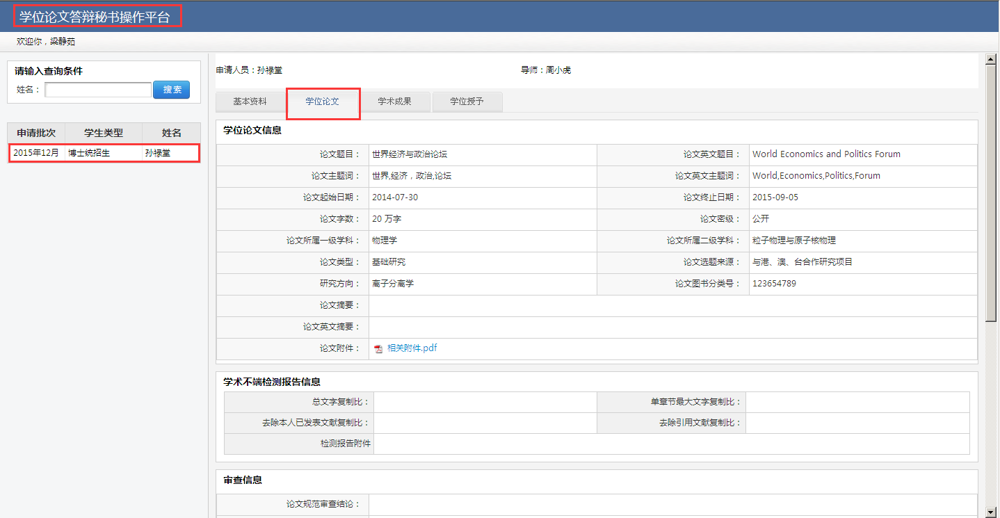 学位论文答辩秘书操作平台
欢迎你，梁静茹
请输入查询条件
姓名： 搜索
申请批次 学生类型 姓名
2015年12月 博士统招生 孙禄堂
申请人员：孙禄堂 导师：周小虎
基本资料 学位论文 学术成果 学位授予
学位论文信息
论文题目： 世界经济与政治论坛 论文英文题目： World Economics and Politics Forum
论文主题词： 世界,经济，政治,论坛 论文英文主题词： World,Economics,Politics,Forum
论文起始日期： 2014-07-30 论文终止日期： 2015-09-05
论文字数： 20 万字 论文密级： 公开
论文所属一级学科： 物理学 论文所属二级学科： 粒子物理与原子核物理
论文类型： 基础研究 论文选题来源： 与港、澳、台合作研究项目
研究方向： 离子分离学 论文图书分类号： 123654789
论文摘要：
论文英文摘要：
论文附件： 相关附件.pdf
学术不端检测报告信息
总文字复制比： 单章节最大文字复制比：
去除本人已发表文献复制比： 去除引用文献复制比：
检测报告附件
审查信息
论文规范审查结论：